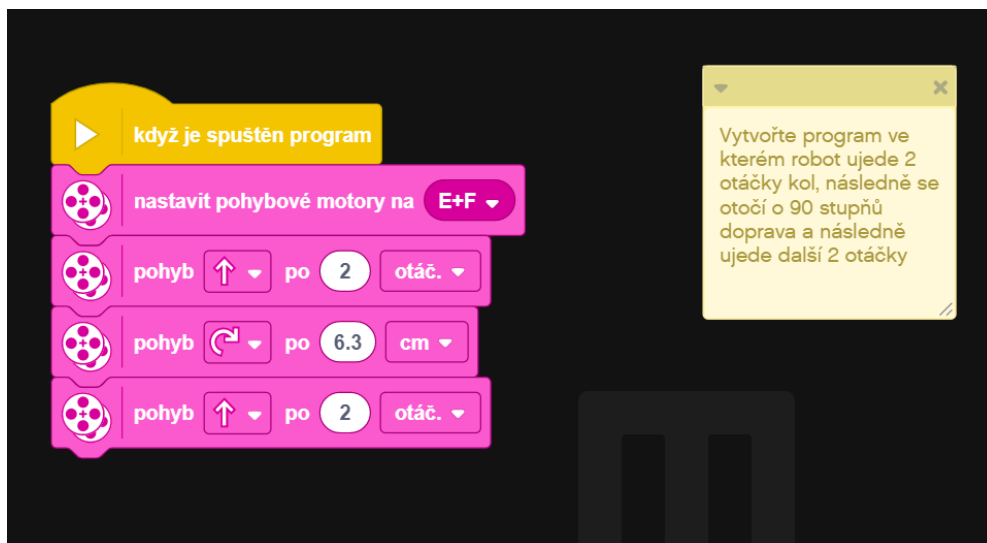 když je spuštěn program
nastavit pohybové motory na E+F
pohyb po 2 otáč.
pohyb po 6.3 cm
pohyb po 2 otáč.
Vytvořte program ve
kterém robot ujede 2
otáčky kol, následně se
otočí o 90 stupňů
doprava a následně
ujede další 2 otáčky